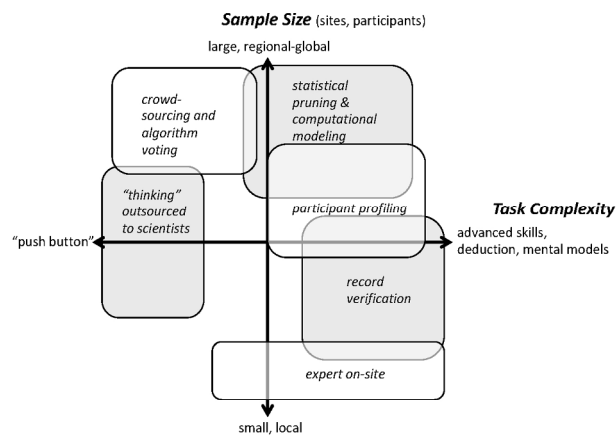 Sample Size (sites, participants)
large, regional-global
crowd-
sourcing and
algorithm
voting
statistical
pruning &
computational
modeling
"thinking"
outsourced
to scientists
participant profiling
Task Complexity
"push button"
advanced skills,
deduction, mental models
record
verification
expert on-site
small, local